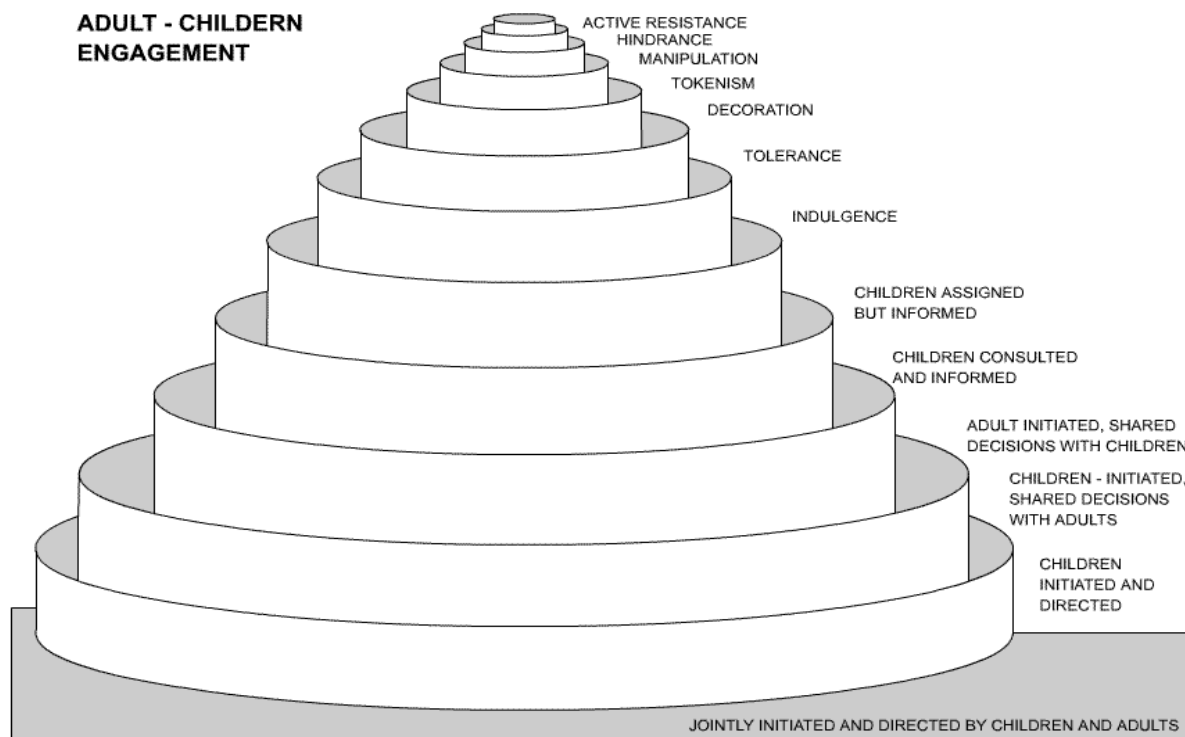 ADULT - CHILDERN
ENGAGEMENT
ACTIVE RESISTANCE
HINDRANCE
MANIPULATION
TOKENISM
DECORATION
TOLERANCE
INDULGENCE
CHILDREN ASSIGNED
BUT INFORMED
CHILDREN CONSULTED
AND INFORMED
ADULT INITIATED, SHARED
DECISIONS WITH CHILDREN
CHILDREN - INITIATED,
SHARED DECISIONS
WITH ADULTS
CHILDREN
INITIATED AND
DIRECTED
JOINTLY INITIATED AND DIRECTED BY CHILDREN AND ADULTS